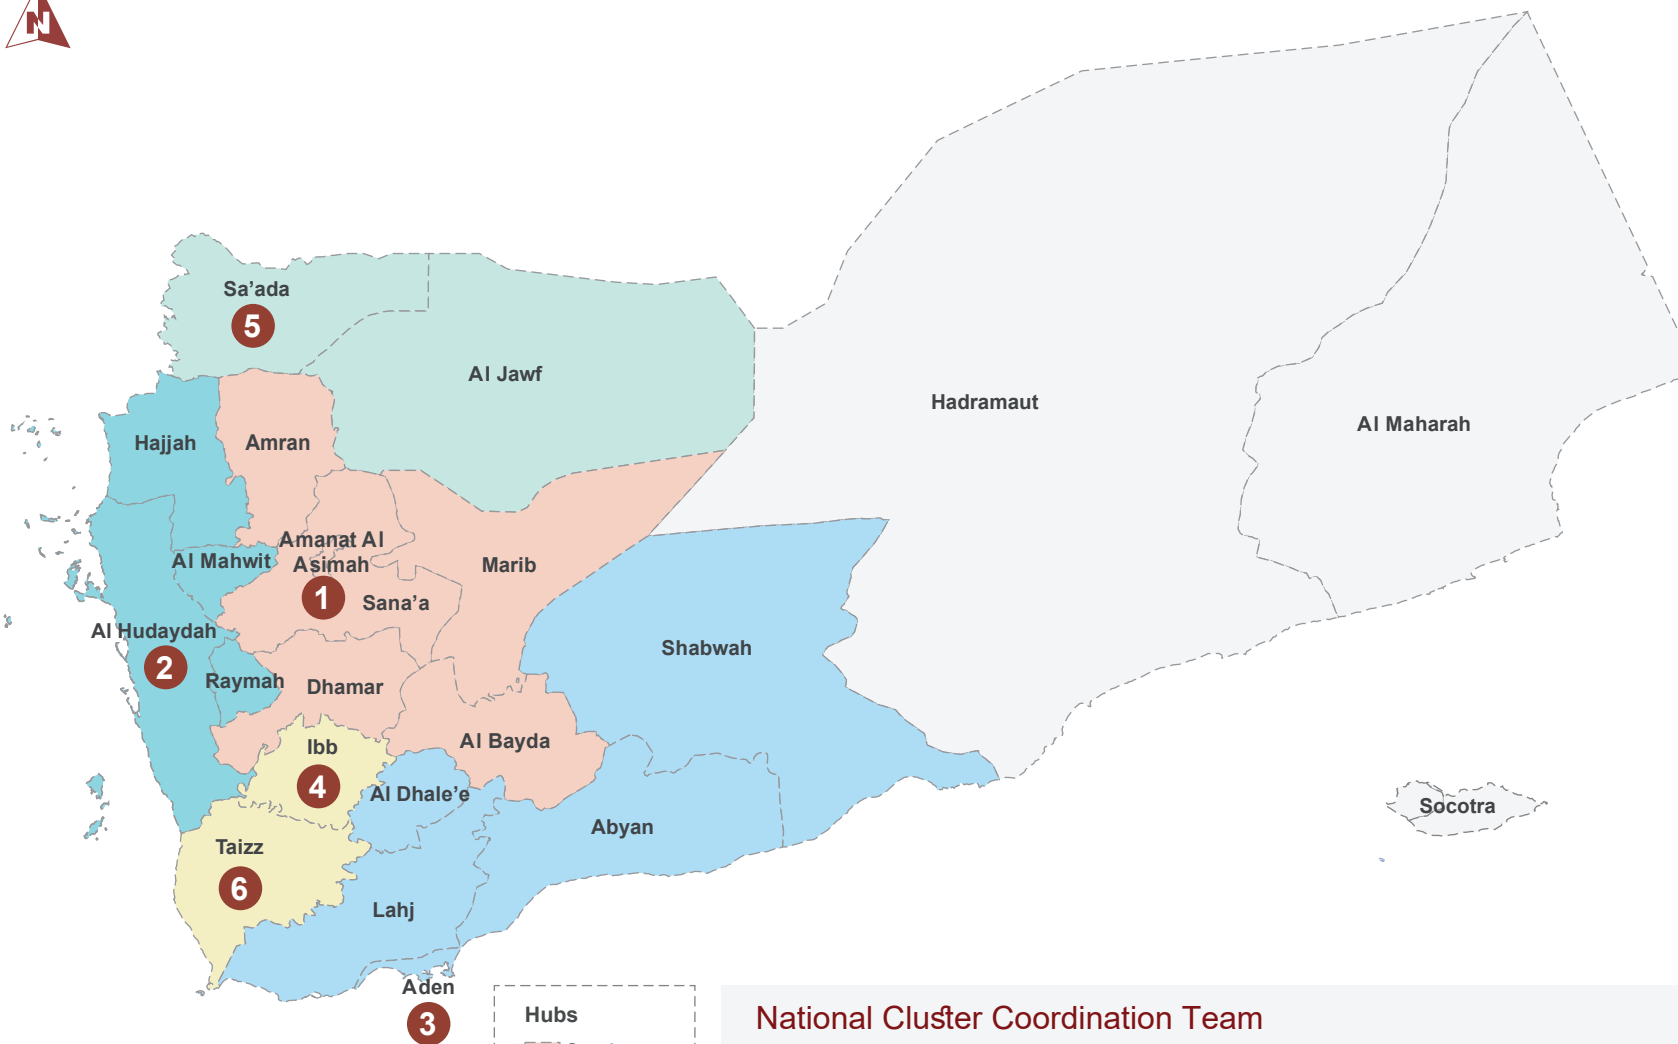 N
Sa’ada
5
Al Jawf
Hadramaut
Al Maharah
Hajjah
Amran
Amanat Al
Asimah
1
Al Mahwit
Marib
Sana’a
Al Hudaydah
2
Shabwah
Raymah
Dhamar
Ibb
4
Al Bayda
Al Dhale’e
Socotra
Abyan
Taizz
6
Lahj
Aden
3
Hubs
National Cluster Coordination Team